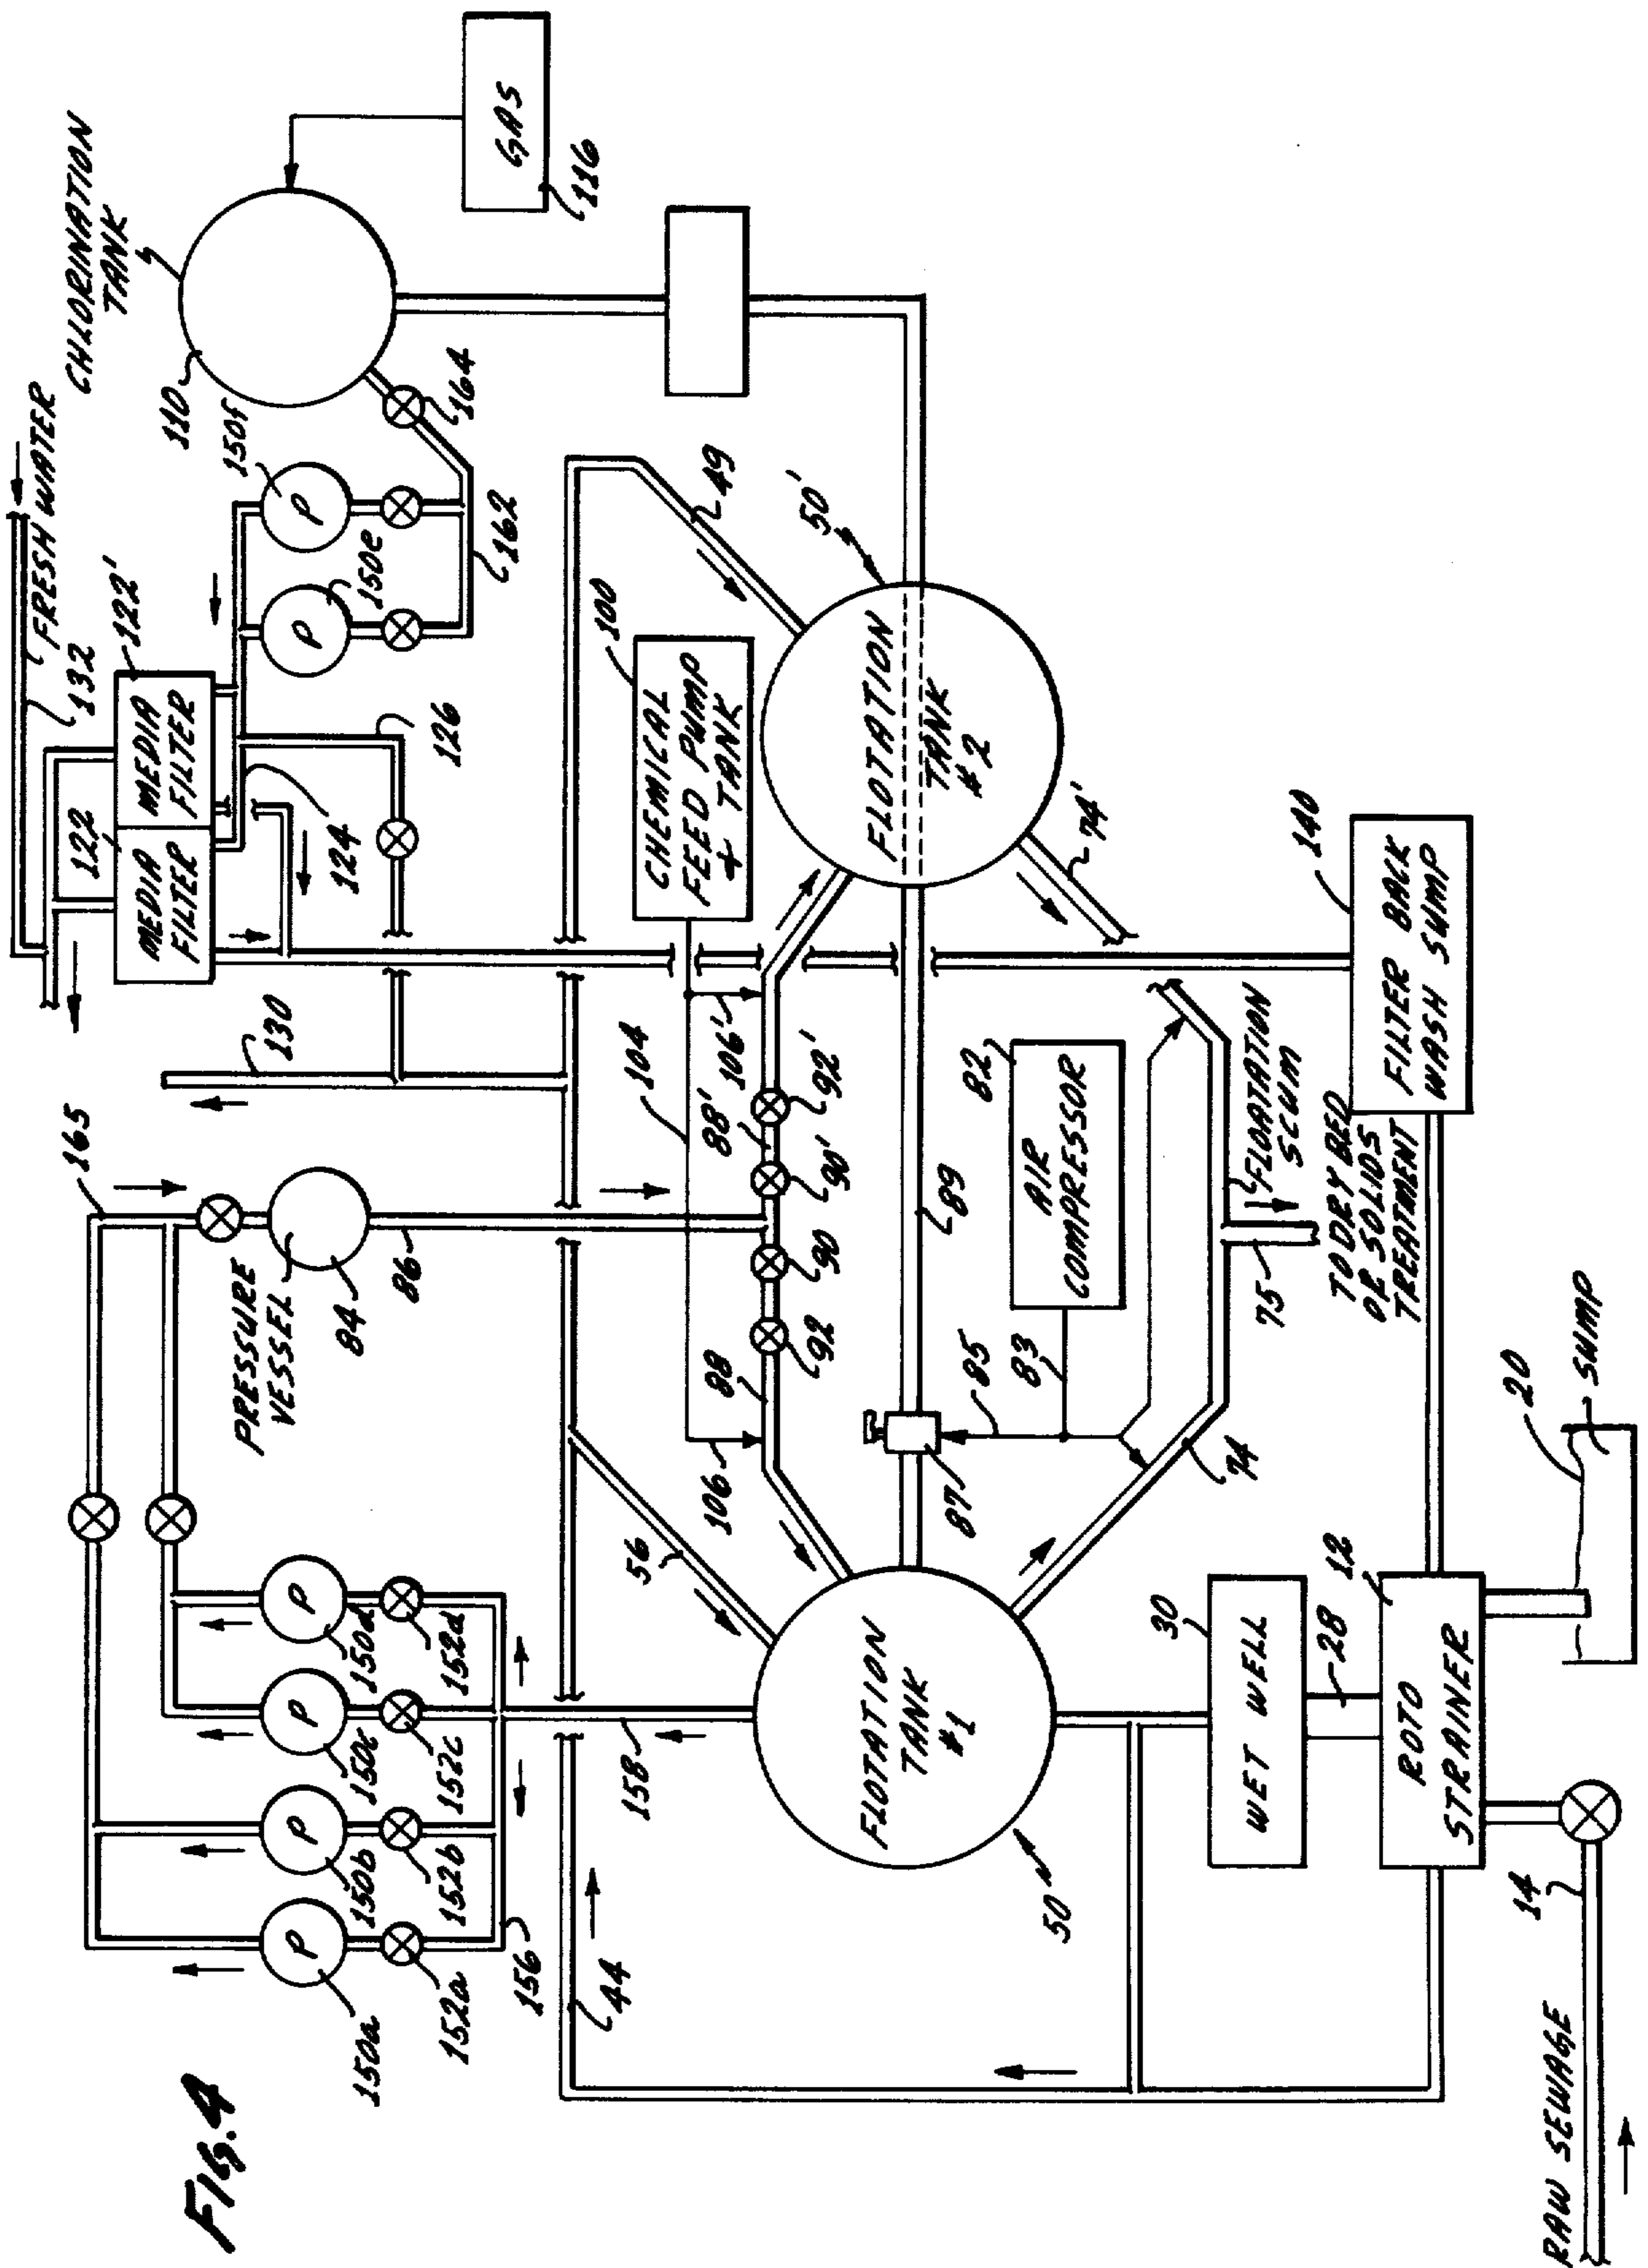 FIG. 4
150a
150b
150c
150d
152a
152b
152c
152d
P
P
P
P
156
158
165
PRESSURE
VESSEL
84
86
130
132
FRESH WATER
122
122'
MEDIA
FILTER
MEDIA
FILTER
124
126
P
P
150e
150f
162
164
110
CHLORINATION
TANK
GAS
116
44
56
49
104
106
106'
100
CHEMICAL
FEED PUMP
+ TANK
88
92
90
90'
88'
92'
50
FLOTATION
TANK
#1
50'
FLOTATION
TANK
#2
87
89
85
83
82
AIR
COMPRESSOR
74
74'
75
FLOATATION
SCUM
TO DRY BED
OR SOLIDS
TREATMENT
30
WET WELL
28
12
ROTO
STRAINER
140
FILTER BACK
WASH SUMP
14
RAW SEWAGE
20
SUMP